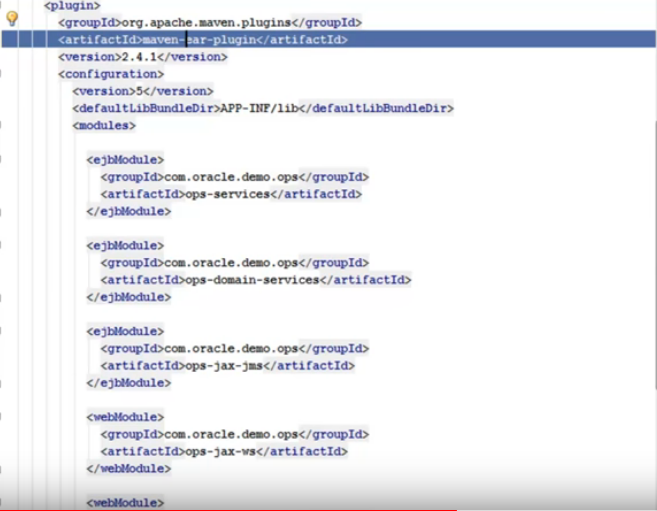 <plugin>
<groupId>org.apache.maven.plugins</groupId>
<artifactId>maven-ear-plugin</artifactId>
<version>2.4.1</version>
<configuration>
<version>5</version>
<defaultLibBundleDir>APP-INF/lib</defaultLibBundleDir>
<modules>
<ejbModule>
<groupId>com.oracle.demo.ops</groupId>
<artifactId>ops-services</artifactId>
</ejbModule>
<ejbModule>
<groupId>com.oracle.demo.ops</groupId>
<artifactId>ops-domain-services</artifactId>
</ejbModule>
<ejbModule>
<groupId>com.oracle.demo.ops</groupId>
<artifactId>ops-jax-jms</artifactId>
</ejbModule>
<webModule>
<groupId>com.oracle.demo.ops</groupId>
<artifactId>ops-jax-ws</artifactId>
</webModule>
<webModule>